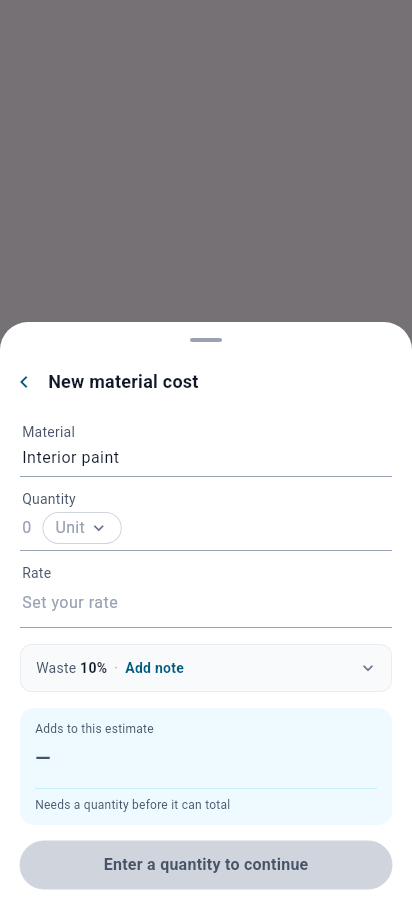 New material cost
Material
Interior paint
Quantity
0 Unit
Rate
Set your rate
Waste 10% · Add note
Adds to this estimate
—
Needs a quantity before it can total
Enter a quantity to continue